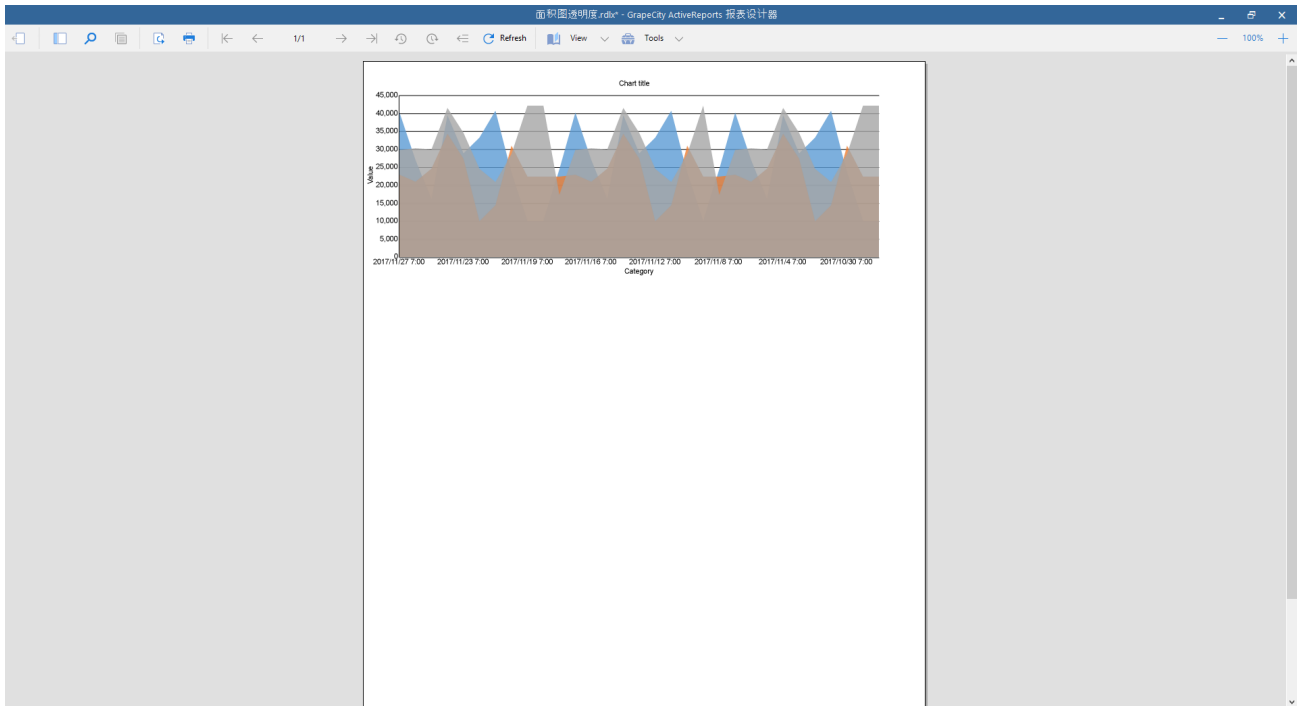 面积图透明度.rdlx* - GrapeCity ActiveReports 报表设计器
1/1 Refresh View Tools 100%
Chart title
45,000
40,000
35,000
30,000
25,000
20,000
15,000
10,000
5,000
0
Value
2017/11/27 7:00 2017/11/23 7:00 2017/11/19 7:00 2017/11/16 7:00 2017/11/12 7:00 2017/11/8 7:00 2017/11/4 7:00 2017/10/30 7:00
Category